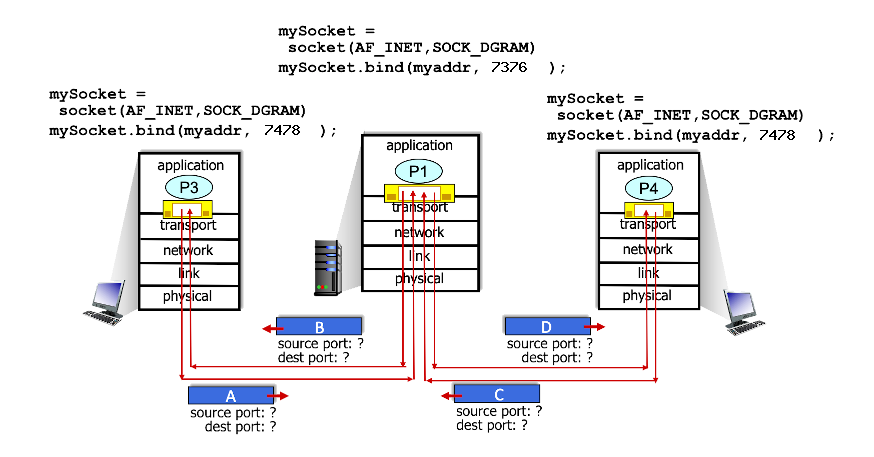 mySocket =
socket(AF_INET,SOCK_DGRAM)
mySocket.bind(myaddr, 7376 );
mySocket =
socket(AF_INET,SOCK_DGRAM)
mySocket.bind(myaddr, 7478 );
mySocket =
socket(AF_INET,SOCK_DGRAM)
mySocket.bind(myaddr, 7478 );
application
P3
transport
network
link
physical
application
P1
transport
network
link
physical
application
P4
transport
network
link
physical
B
source port: ?
dest port: ?
D
source port: ?
dest port: ?
A
source port: ?
dest port: ?
C
source port: ?
dest port: ?